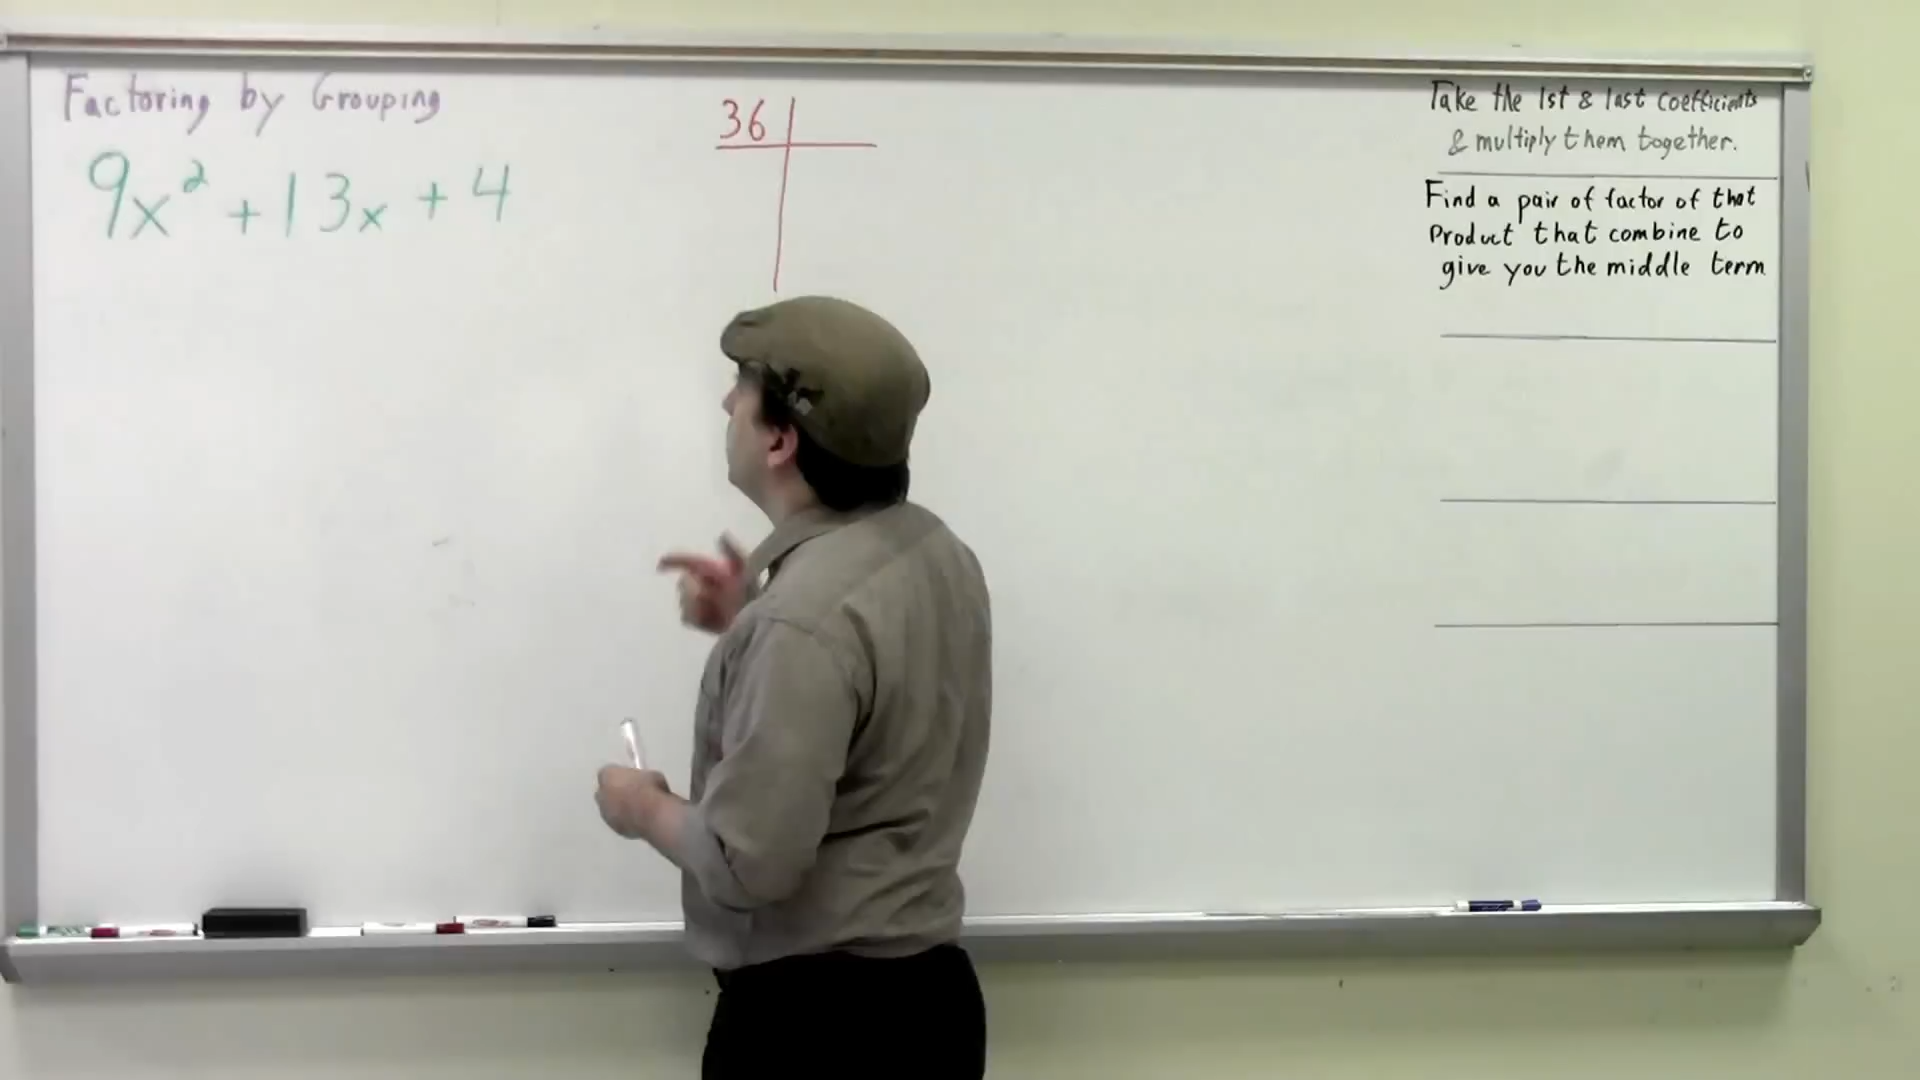 Factoring by Grouping
9x² + 13x + 4
36
Take the 1st & last coefficients
& multiply them together.
Find a pair of factor of that
Product that combine to
give you the middle term